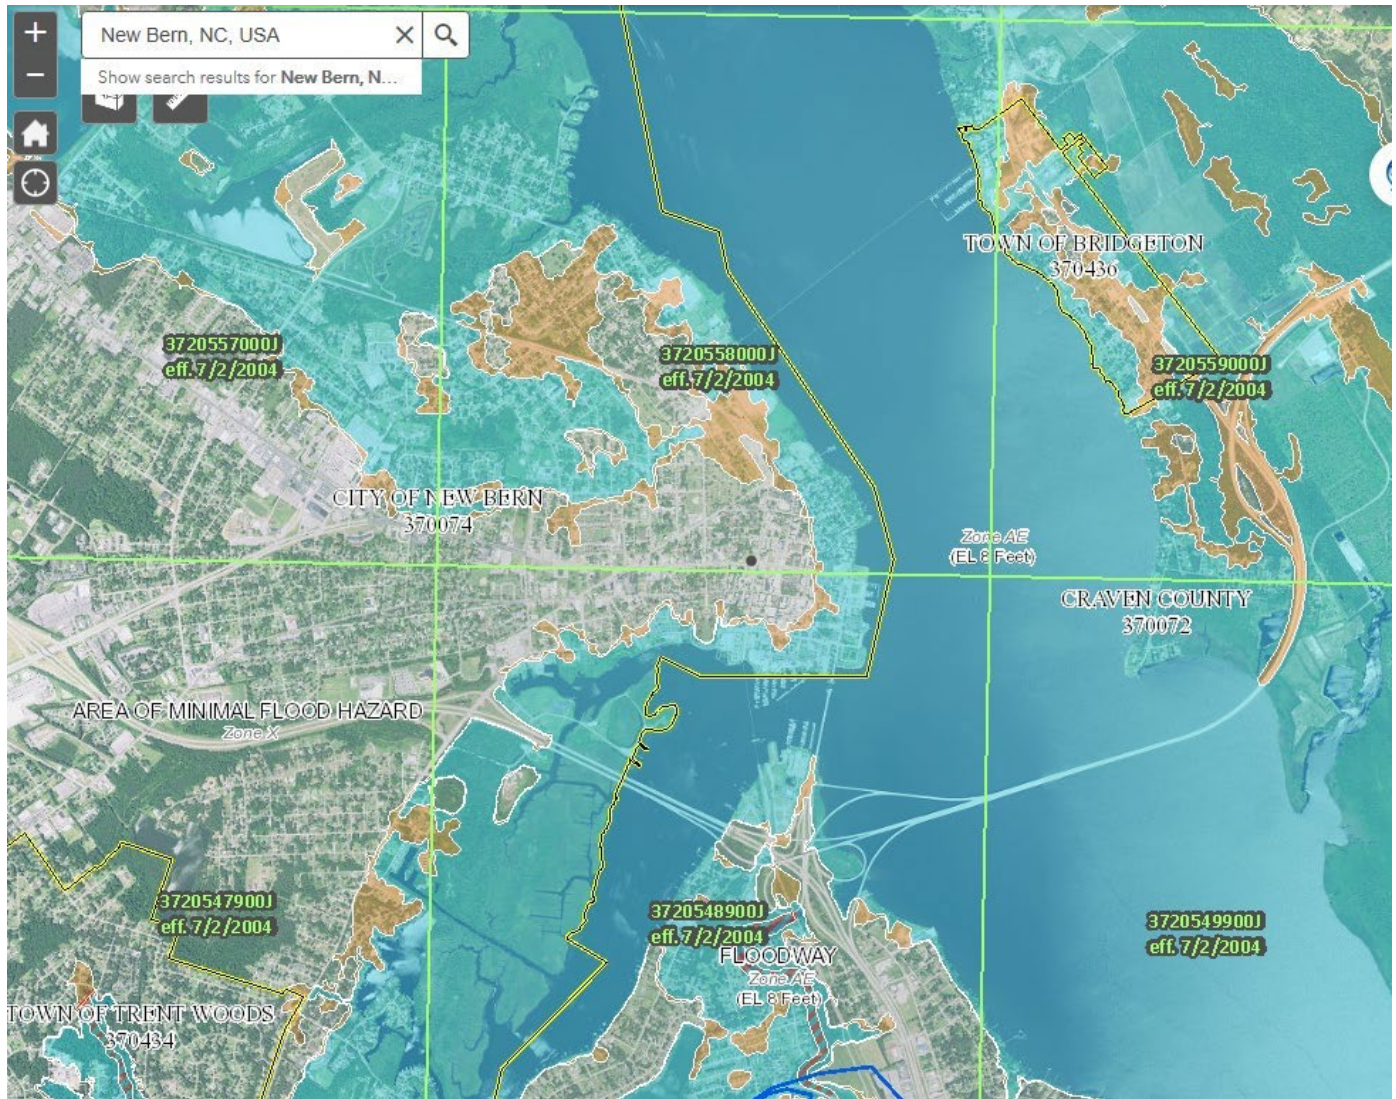 New Bern, NC, USA
Show search results for New Bern, N...
TOWN OF BRIDGETON
370436
3720557000J
eff. 7/2/2004
3720558000J
eff. 7/2/2004
3720559000J
eff. 7/2/2004
CITY OF NEW BERN
370074
Zone AE
(EL 8 Feet)
CRAVEN COUNTY
370072
AREA OF MINIMAL FLOOD HAZARD
Zone X
3720547900J
eff. 7/2/2004
3720548900J
eff. 7/2/2004
3720549900J
eff. 7/2/2004
FLOODWAY
Zone AE
(EL 8 Feet)
TOWN OF TRENT WOODS
370434